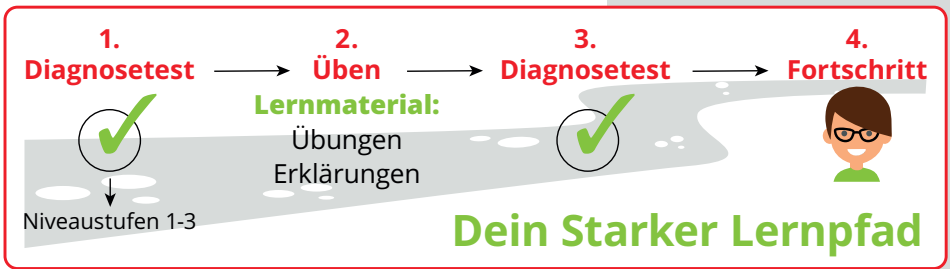 1.
Diagnosetest
2.
Üben
3.
Diagnosetest
4.
Fortschritt
Lernmaterial:
Übungen
Erklärungen
Niveaustufen 1-3
Dein Starker Lernpfad